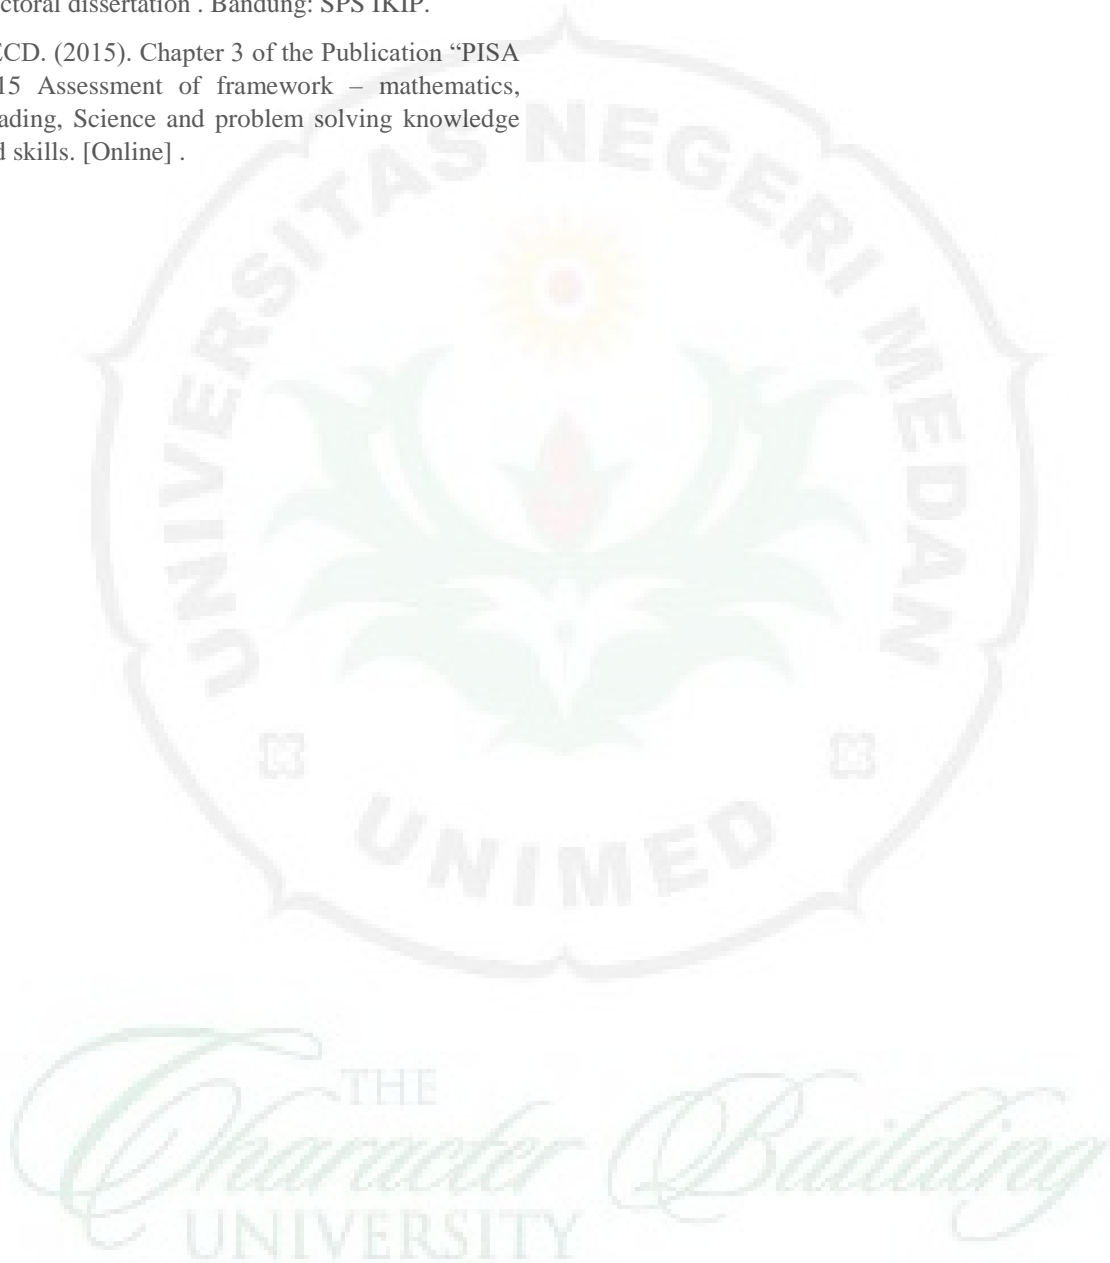 ctoral dissertation . Bandung: SPS IKIP.
ECD. (2015). Chapter 3 of the Publication “PISA
15 Assessment of framework – mathematics,
ading, Science and problem solving knowledge
d skills. [Online] .
UNIVERSITAS NEGERI MEDAN
UNIMED
THE
Character Building
UNIVERSITY